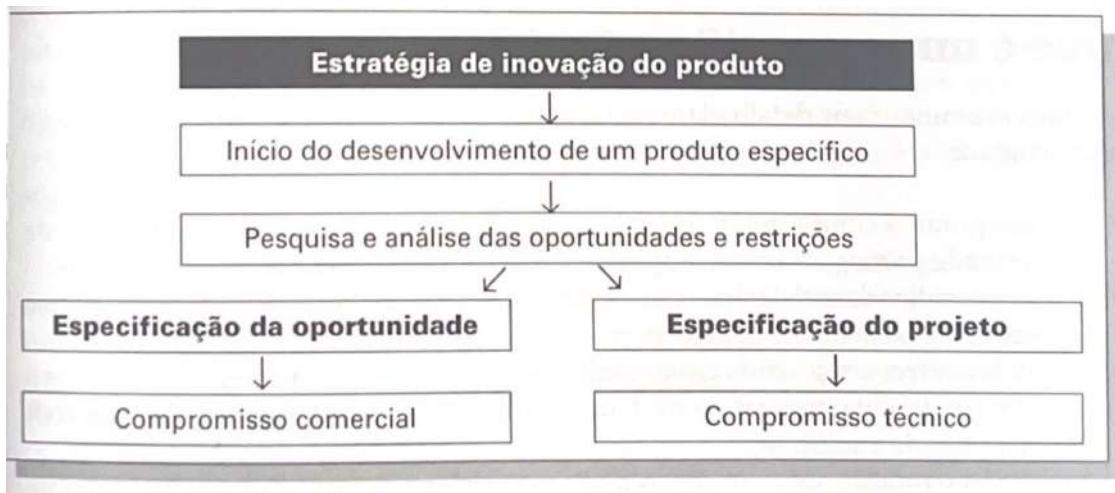 Estratégia de inovação do produto
Início do desenvolvimento de um produto específico
Pesquisa e análise das oportunidades e restrições
Especificação da oportunidade
Especificação do projeto
Compromisso comercial
Compromisso técnico